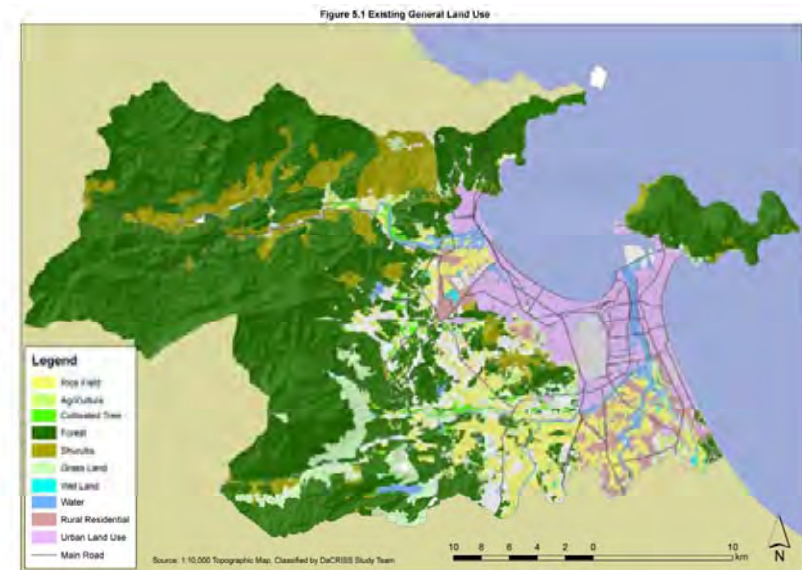 Figure 5.1 Existing General Land Use
Legend
Rice Field
Agriculture
Cultivated Tree
Forest
Shurubs
Grass Land
Wet Land
Water
Rural Residential
Urban Land Use
Main Road
Source: 1:10,000 Topographic Map, Classified by DaCRISS Study Team
10 8 6 4 2 0 10
km
N